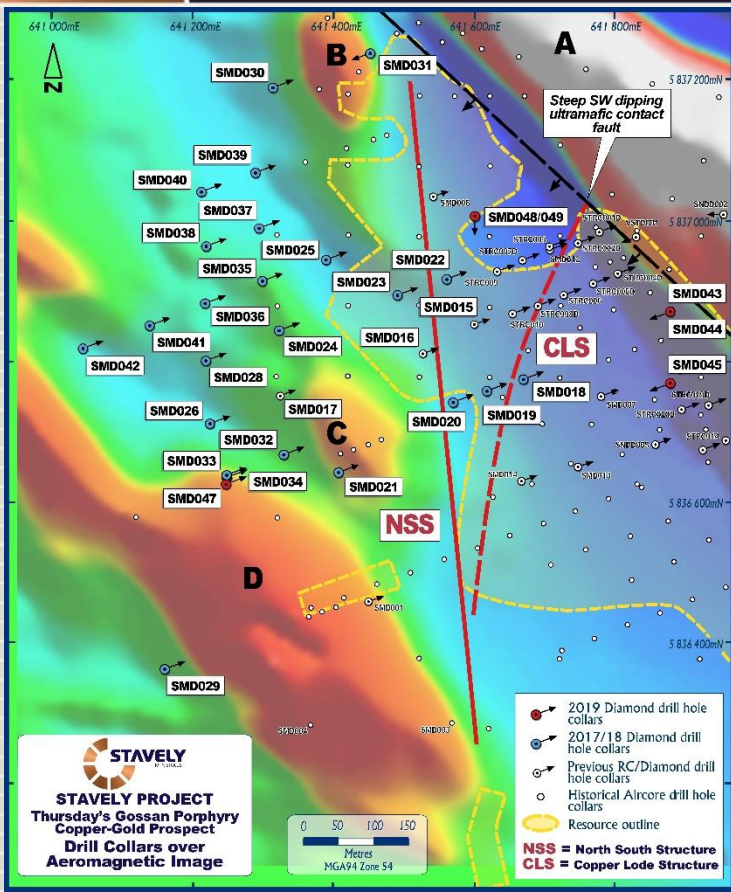 641 000mE
641 200mE
641 400mE
641 600mE
641 800mE
A
B
SMD031
SMD030
5 837 200mN
Steep SW dipping
ultramafic contact
fault
N
SMD039
SMD040
SMD006
SMD048/049
SNDD002
SMD037
5 837 000mN
SMD038
SMD025
SMD022
SMD035
SMD023
SMD015
SMD043
SMD036
SMD016
CLS
SMD044
SMD041
SMD024
SMD042
SMD028
SMD045
SMD017
SMD018
SMD026
SMD019
SMD020
SMD032
C
SMD033
SMD034
SMD021
SMD047
5 836 600mN
NSS
D
SMD001
5 836 400mN
SMD029
SMD003
STAVELY
MINERALS
STAVELY PROJECT
Thursday's Gossan Porphyry
Copper-Gold Prospect
Drill Collars over
Aeromagnetic Image
0 50 100 150
Metres
MGA94 Zone 54
2019 Diamond drill hole
collars
2017/18 Diamond drill
hole collars
Previous RC/Diamond drill
hole collars
Historical Aircore drill hole
collars
Resource outline
NSS = North South Structure
CLS = Copper Lode Structure